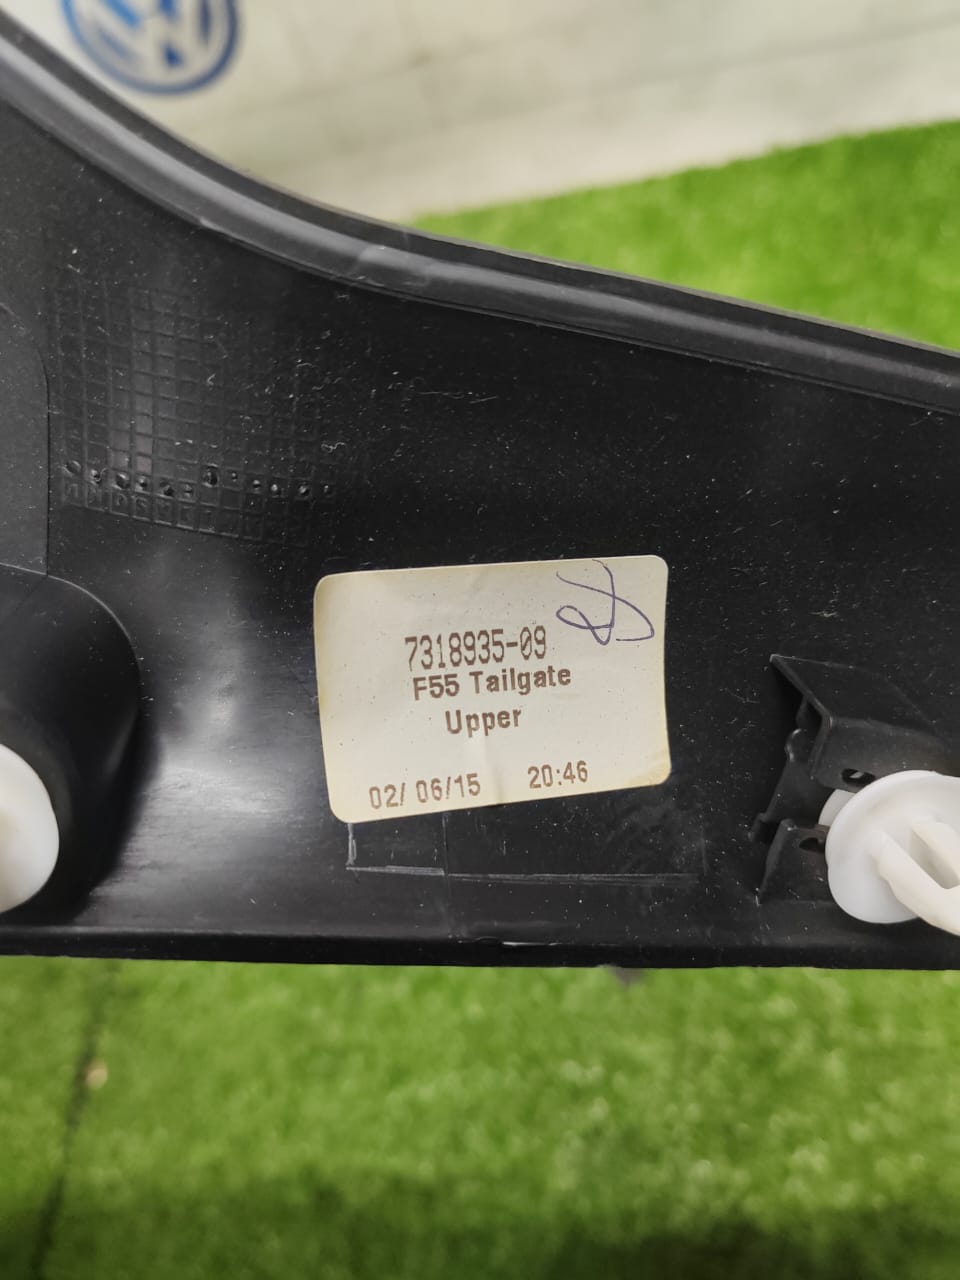 7318935-09
F55 Tailgate
Upper
02/ 06/15 20:46